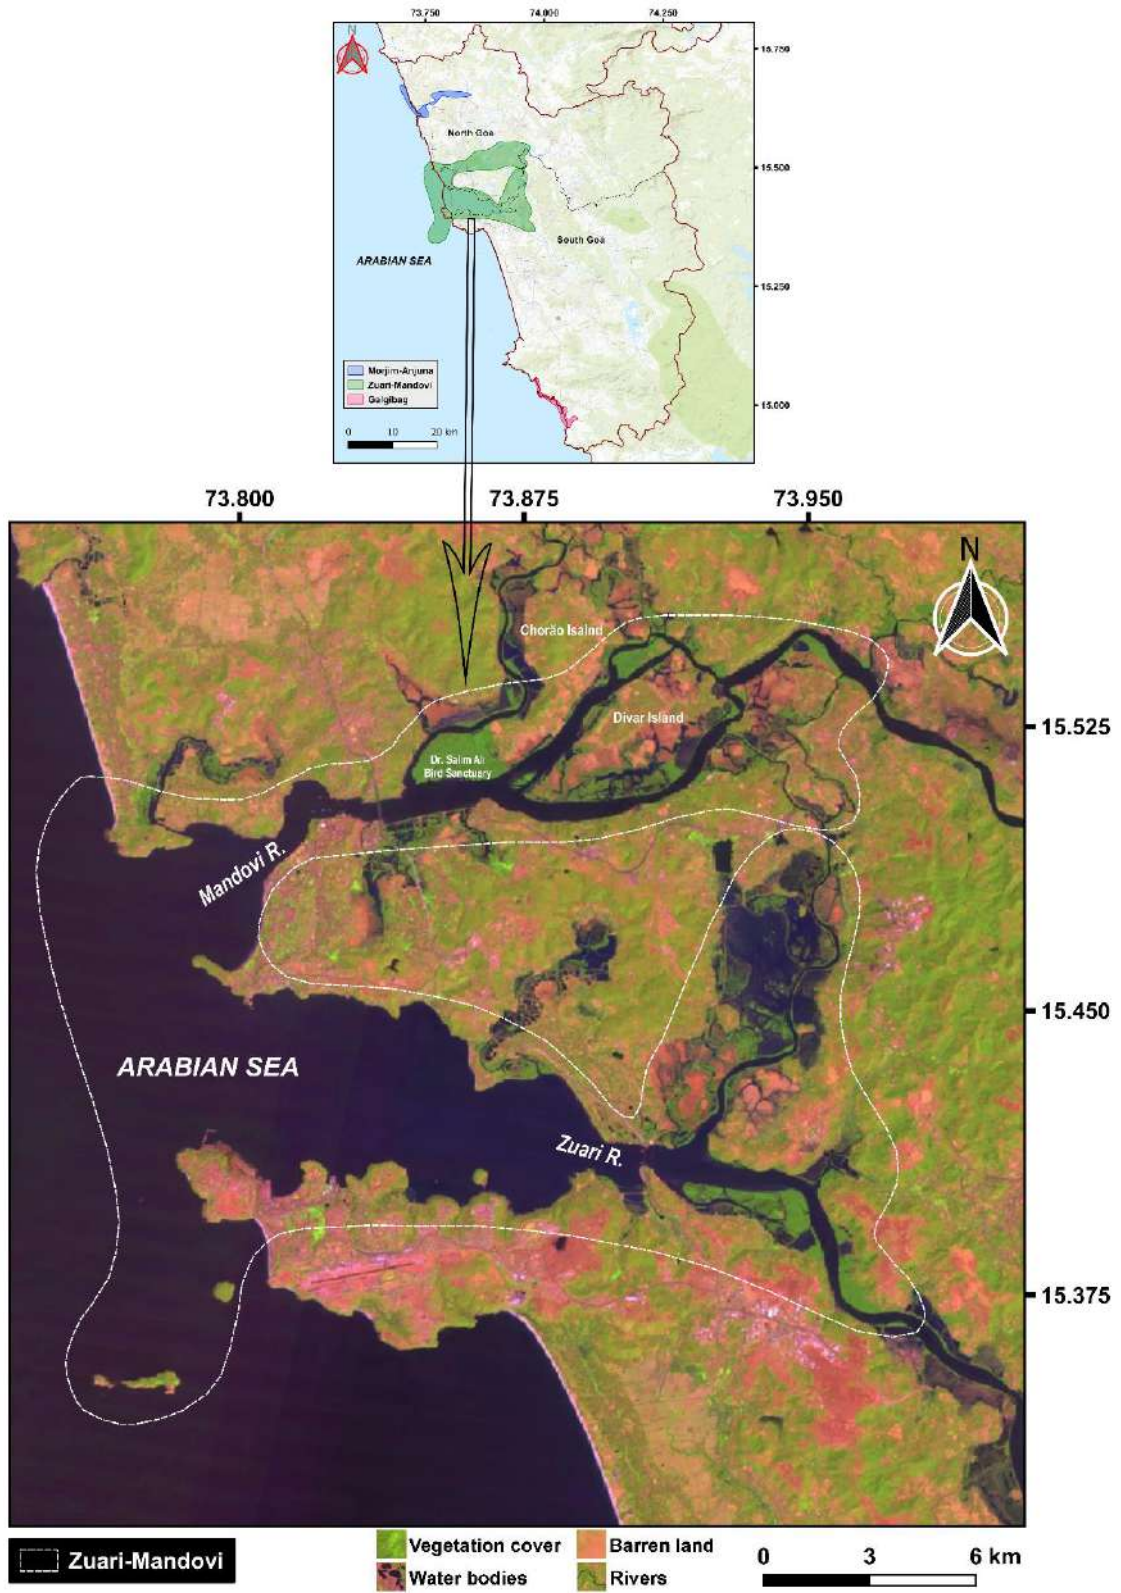 73.750 74.000 74.250
N
15.750
North Goa
15.500
South Goa
ARABIAN SEA
15.250
Morjim-Anjuna
Zuari-Mandovi
Galgibag
15.000
0 10 20 km
73.800 73.875 73.950
N
Chorão Isalnd
Divar Island
15.525
Dr. Salim Ali
Bird Sanctuary
Mandovi R.
15.450
ARABIAN SEA
Zuari R.
15.375
Zuari-Mandovi
Vegetation cover
Barren land
Water bodies
Rivers
0 3 6 km